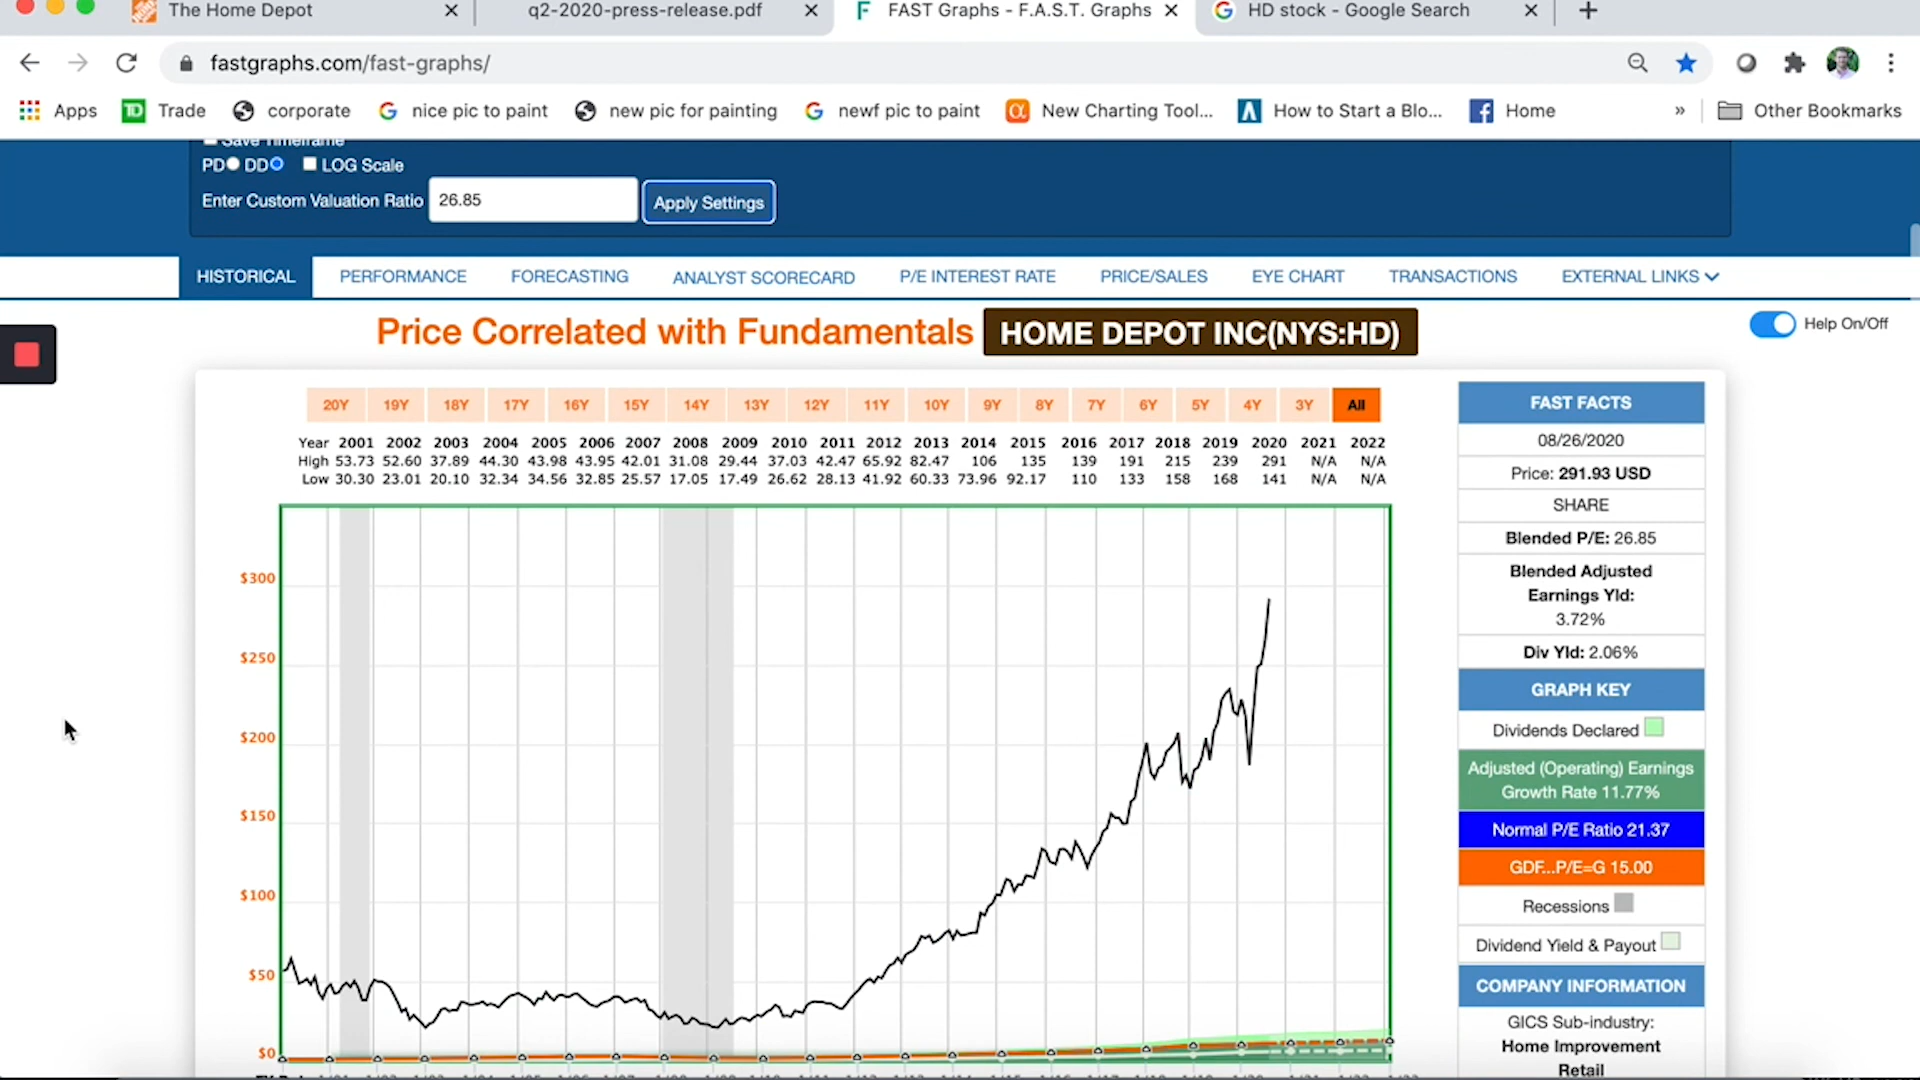 The Home Depot
q2-2020-press-release.pdf
FAST Graphs - F.A.S.T. Graphs
HD stock - Google Search
fastgraphs.com/fast-graphs/
Apps
TD Trade
corporate
nice pic to paint
new pic for painting
newf pic to paint
New Charting Tool...
How to Start a Blo...
Home
»
Other Bookmarks
Save Timeframe
PD DD LOG Scale
Enter Custom Valuation Ratio 26.85 Apply Settings
HISTORICAL PERFORMANCE FORECASTING ANALYST SCORECARD P/E INTEREST RATE PRICE/SALES EYE CHART TRANSACTIONS EXTERNAL LINKS
Price Correlated with Fundamentals HOME DEPOT INC(NYS:HD)
Help On/Off
20Y 19Y 18Y 17Y 16Y 15Y 14Y 13Y 12Y 11Y 10Y 9Y 8Y 7Y 6Y 5Y 4Y 3Y All
Year 2001 2002 2003 2004 2005 2006 2007 2008 2009 2010 2011 2012 2013 2014 2015 2016 2017 2018 2019 2020 2021 2022
High 53.73 52.60 37.89 44.30 43.98 43.95 42.01 31.08 29.44 37.03 42.47 65.92 82.47 106 135 139 191 215 239 291 N/A N/A
Low 30.30 23.01 20.10 32.34 34.56 32.85 25.57 17.05 17.49 26.62 28.13 41.92 60.33 73.96 92.17 110 133 158 168 141 N/A N/A
$300
$250
$200
$150
$100
$50
$0
FAST FACTS
08/26/2020
Price: 291.93 USD
SHARE
Blended P/E: 26.85
Blended Adjusted
Earnings Yld:
3.72%
Div Yld: 2.06%
GRAPH KEY
Dividends Declared
Adjusted (Operating) Earnings
Growth Rate 11.77%
Normal P/E Ratio 21.37
GDF...P/E=G 15.00
Recessions
Dividend Yield & Payout
COMPANY INFORMATION
GICS Sub-industry:
Home Improvement
Retail